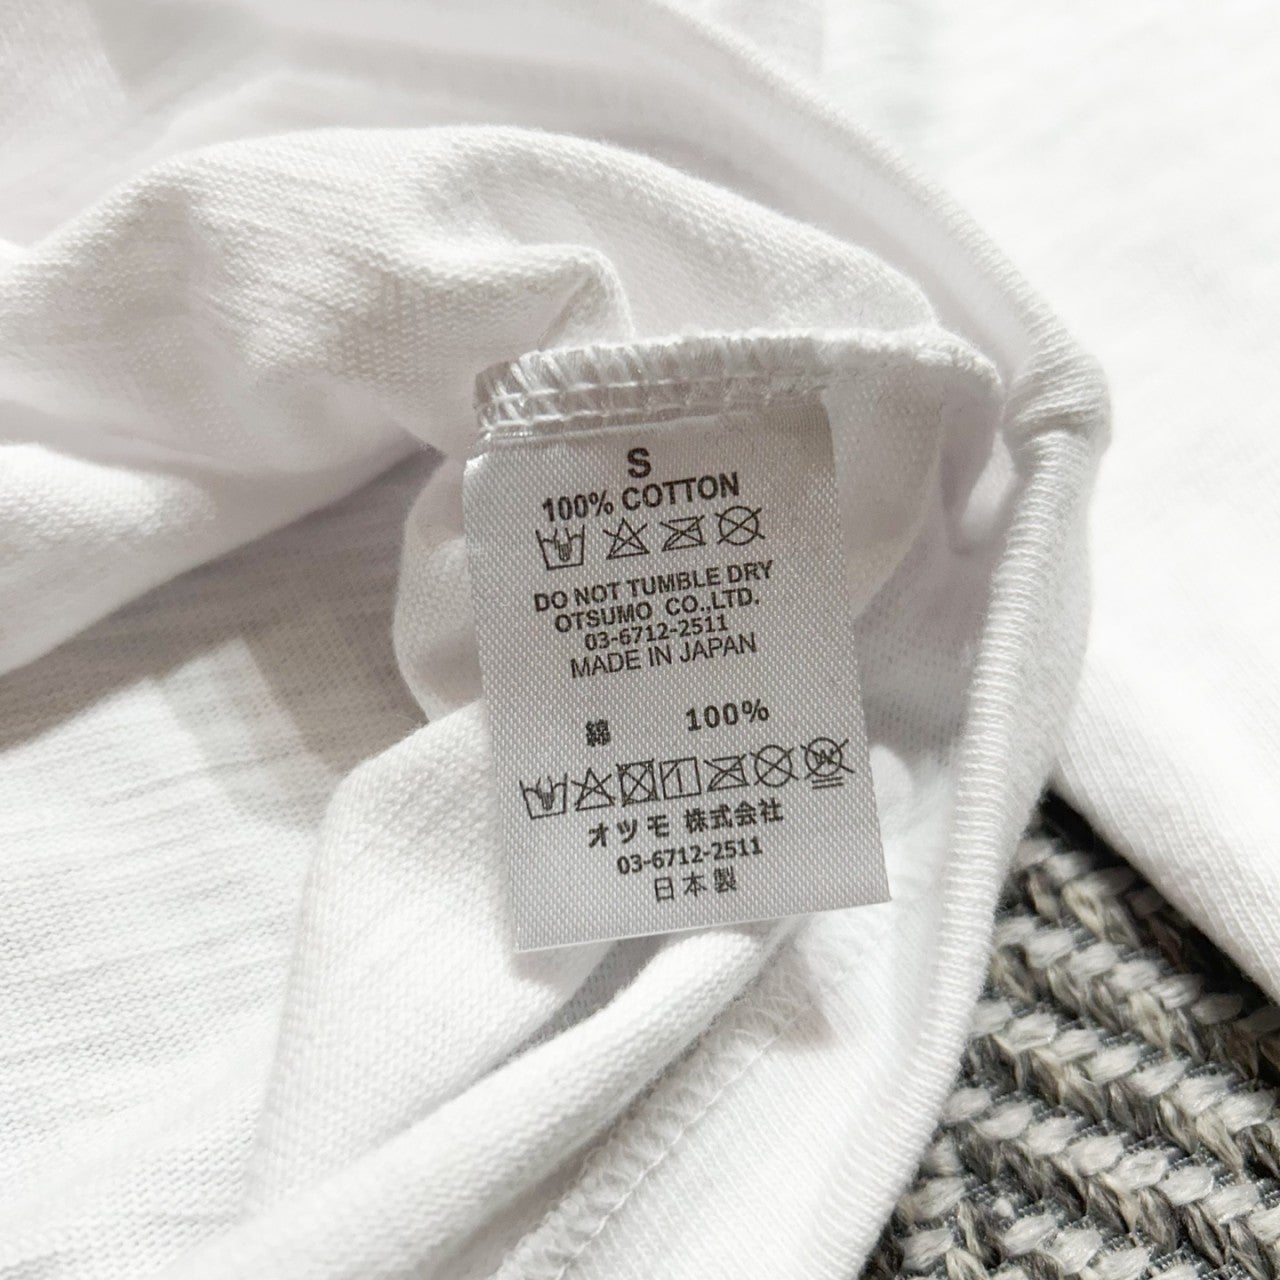 S
100% COTTON
DO NOT TUMBLE DRY
OTSUMO CO.,LTD.
03-6712-2511
MADE IN JAPAN
綿 100%
W
オツモ 株式会社
03-6712-2511
日本製